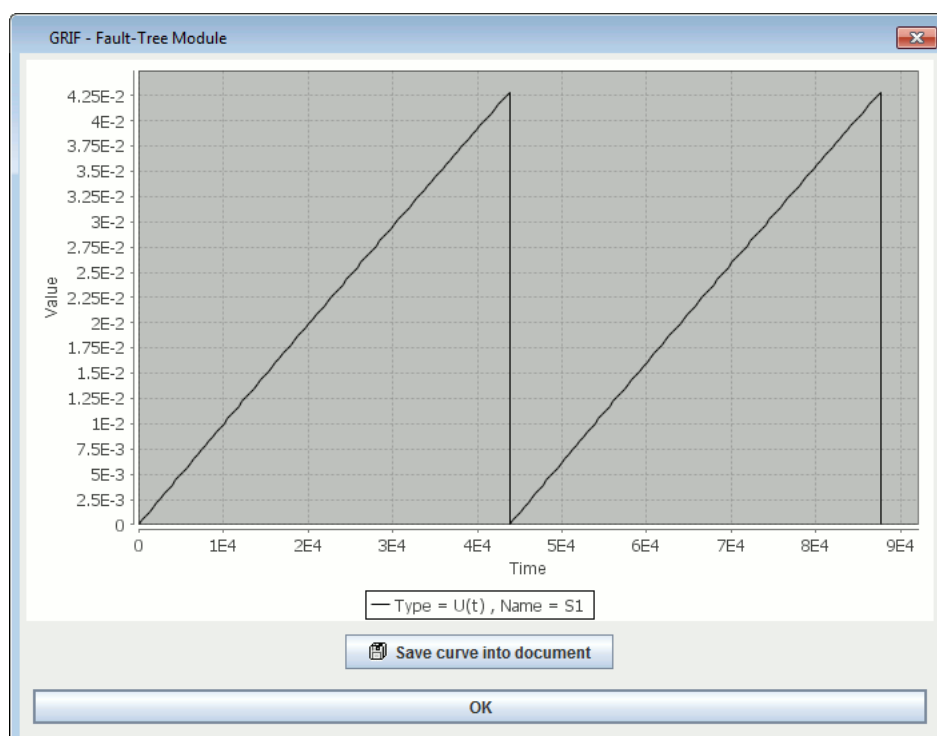 GRIF - Fault-Tree Module
4.25E-2
4E-2
3.75E-2
3.5E-2
3.25E-2
3E-2
2.75E-2
2.5E-2
2.25E-2
2E-2
1.75E-2
1.5E-2
1.25E-2
1E-2
7.5E-3
5E-3
2.5E-3
0
Value
0 1E4 2E4 3E4 4E4 5E4 6E4 7E4 8E4 9E4
Time
Type = U(t) , Name = S1
Save curve into document
OK